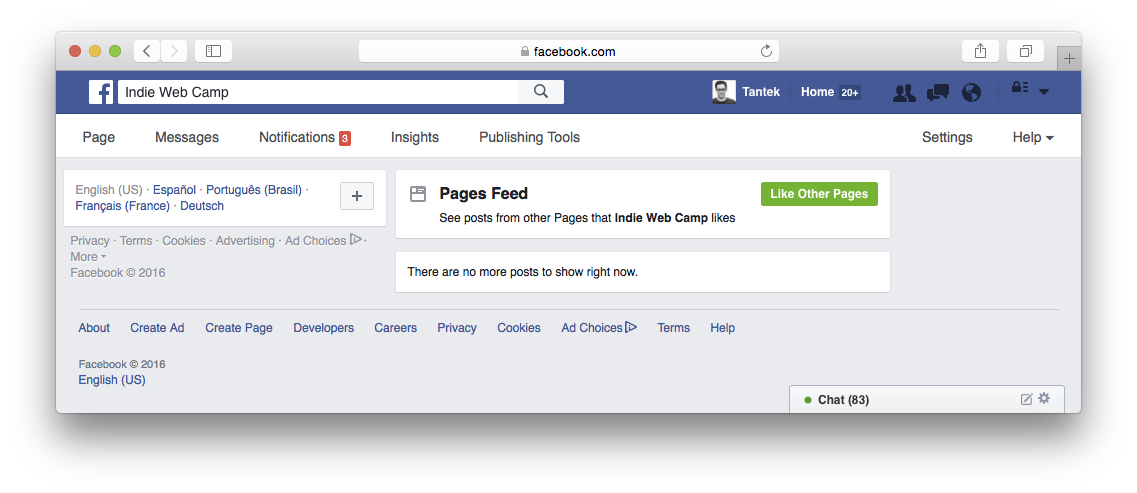 facebook.com
Indie Web Camp
Tantek
Home 20+
Page Messages Notifications 3 Insights Publishing Tools Settings Help
English (US) · Español · Português (Brasil) ·
Français (France) · Deutsch
Privacy · Terms · Cookies · Advertising · Ad Choices ·
More
Facebook © 2016
Pages Feed
Like Other Pages
See posts from other Pages that Indie Web Camp likes
There are no more posts to show right now.
About Create Ad Create Page Developers Careers Privacy Cookies Ad Choices Terms Help
Facebook © 2016
English (US)
Chat (83)